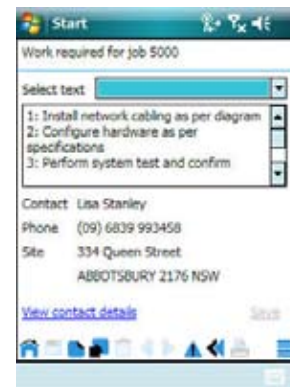 Start
Work required for job 5000
Select text
1: Install network cabling as per diagram
2: Configure hardware as per
specifications
3: Perform system test and confirm
Contact Lisa Stanley
Phone (09) 6839 993458
Site 334 Queen Street
ABBOTSBURY 2176 NSW
View contact details Save